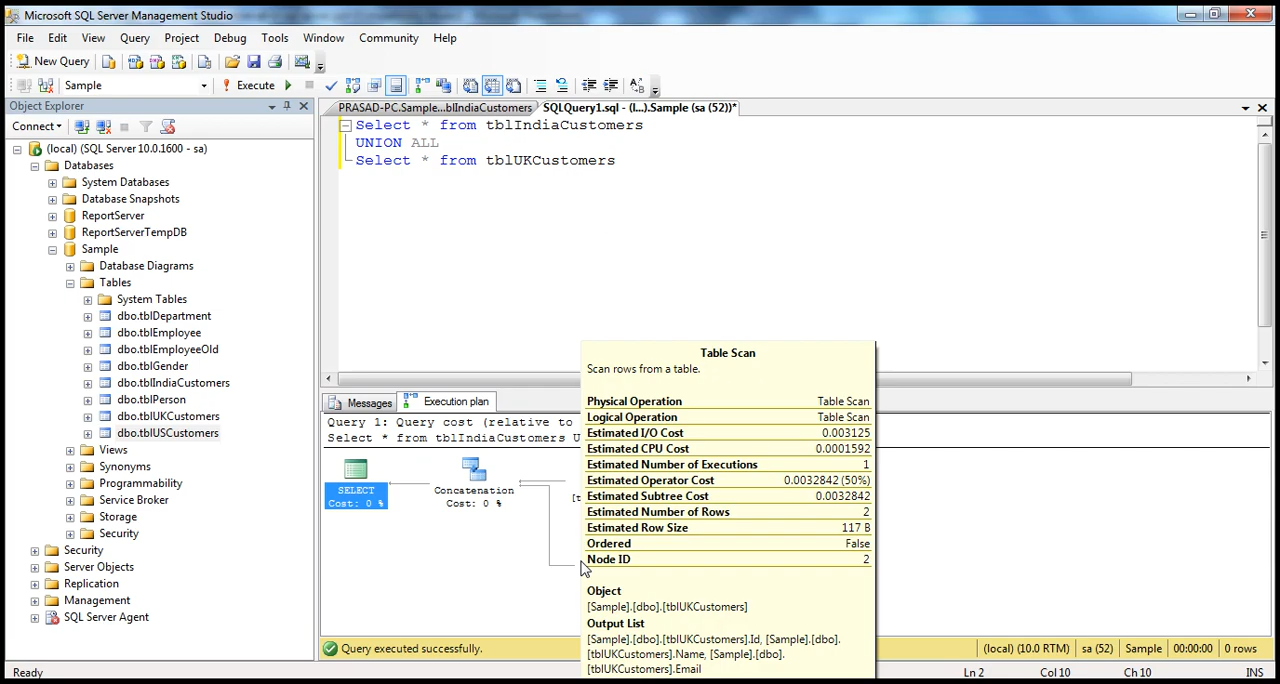 Microsoft SQL Server Management Studio
File Edit View Query Project Debug Tools Window Community Help
New Query
Sample Execute
Object Explorer
PRASAD-PC.Sample...blIndiaCustomers SQLQuery1.sql - (l...).Sample (sa (52))*
Connect
(local) (SQL Server 10.0.1600 - sa)
Databases
System Databases
Database Snapshots
ReportServer
ReportServerTempDB
Sample
Database Diagrams
Tables
System Tables
dbo.tblDepartment
dbo.tblEmployee
dbo.tblEmployeeOld
dbo.tblGender
dbo.tblIndiaCustomers
dbo.tblPerson
dbo.tblUKCustomers
dbo.tblUSCustomers
Views
Synonyms
Programmability
Service Broker
Storage
Security
Security
Server Objects
Replication
Management
SQL Server Agent
Select * from tblIndiaCustomers
UNION ALL
Select * from tblUKCustomers
Messages Execution plan
Query 1: Query cost (relative to
Select * from tblIndiaCustomers U
SELECT
Cost: 0 %
Concatenation
Cost: 0 %
[t
Table Scan
Scan rows from a table.
Physical Operation Table Scan
Logical Operation Table Scan
Estimated I/O Cost 0.003125
Estimated CPU Cost 0.0001592
Estimated Number of Executions 1
Estimated Operator Cost 0.0032842 (50%)
Estimated Subtree Cost 0.0032842
Estimated Number of Rows 2
Estimated Row Size 117 B
Ordered False
Node ID 2
Object
[Sample].[dbo].[tblUKCustomers]
Output List
[Sample].[dbo].[tblUKCustomers].Id, [Sample].[dbo].
[tblUKCustomers].Name, [Sample].[dbo].
[tblUKCustomers].Email
Query executed successfully. (local) (10.0 RTM) sa (52) Sample 00:00:00 0 rows
Ready Ln 2 Col 10 Ch 10 INS